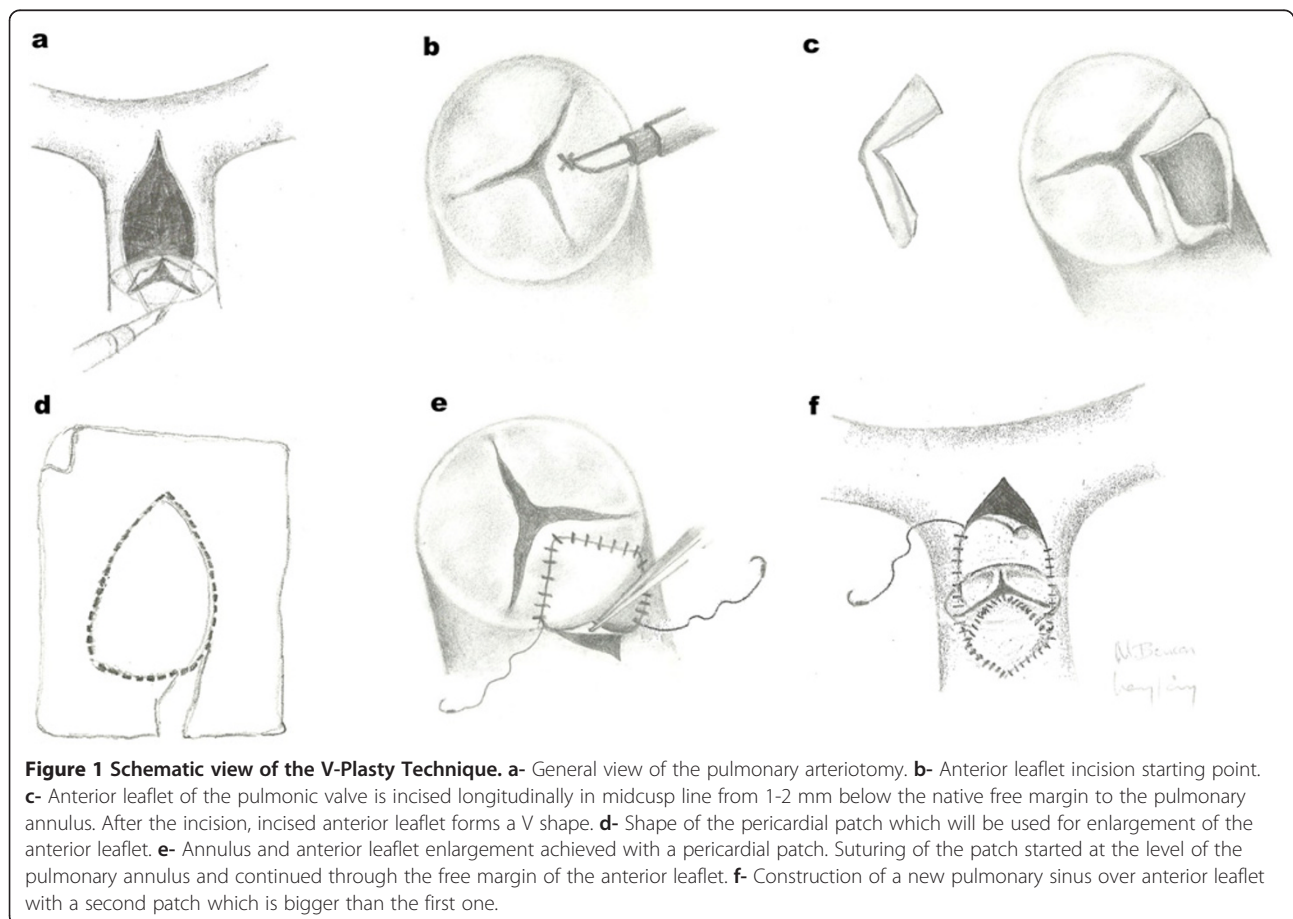 a
b
c
d
e
f
Figure 1 Schematic view of the V-Plasty Technique. a- General view of the pulmonary arteriotomy. b- Anterior leaflet incision starting point.
c- Anterior leaflet of the pulmonic valve is incised longitudinally in midcusp line from 1-2 mm below the native free margin to the pulmonary
annulus. After the incision, incised anterior leaflet forms a V shape. d- Shape of the pericardial patch which will be used for enlargement of the
anterior leaflet. e- Annulus and anterior leaflet enlargement achieved with a pericardial patch. Suturing of the patch started at the level of the
pulmonary annulus and continued through the free margin of the anterior leaflet. f- Construction of a new pulmonary sinus over anterior leaflet
with a second patch which is bigger than the first one.